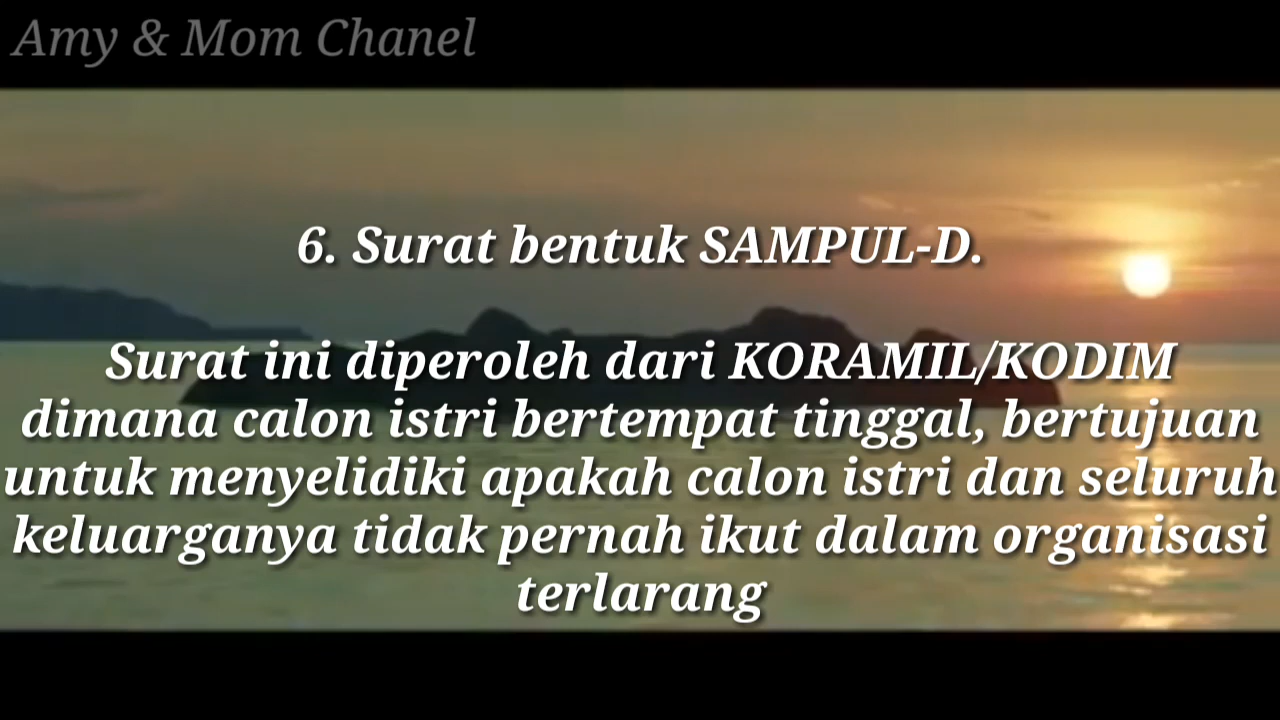 Amy & Mom Chanel
6. Surat bentuk SAMPUL-D.
Surat ini diperoleh dari KORAMIL/KODIM
dimana calon istri bertempat tinggal, bertujuan
untuk menyelidiki apakah calon istri dan seluruh
keluarganya tidak pernah ikut dalam organisasi
terlarang